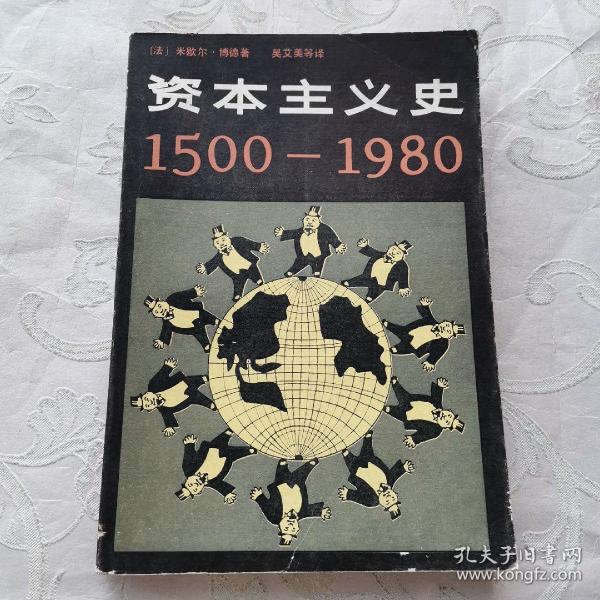 〔法〕米歇尔·博德著 吴艾美等译
资本主义史
1500－1980
孔夫子旧书网
www.kongfz.com